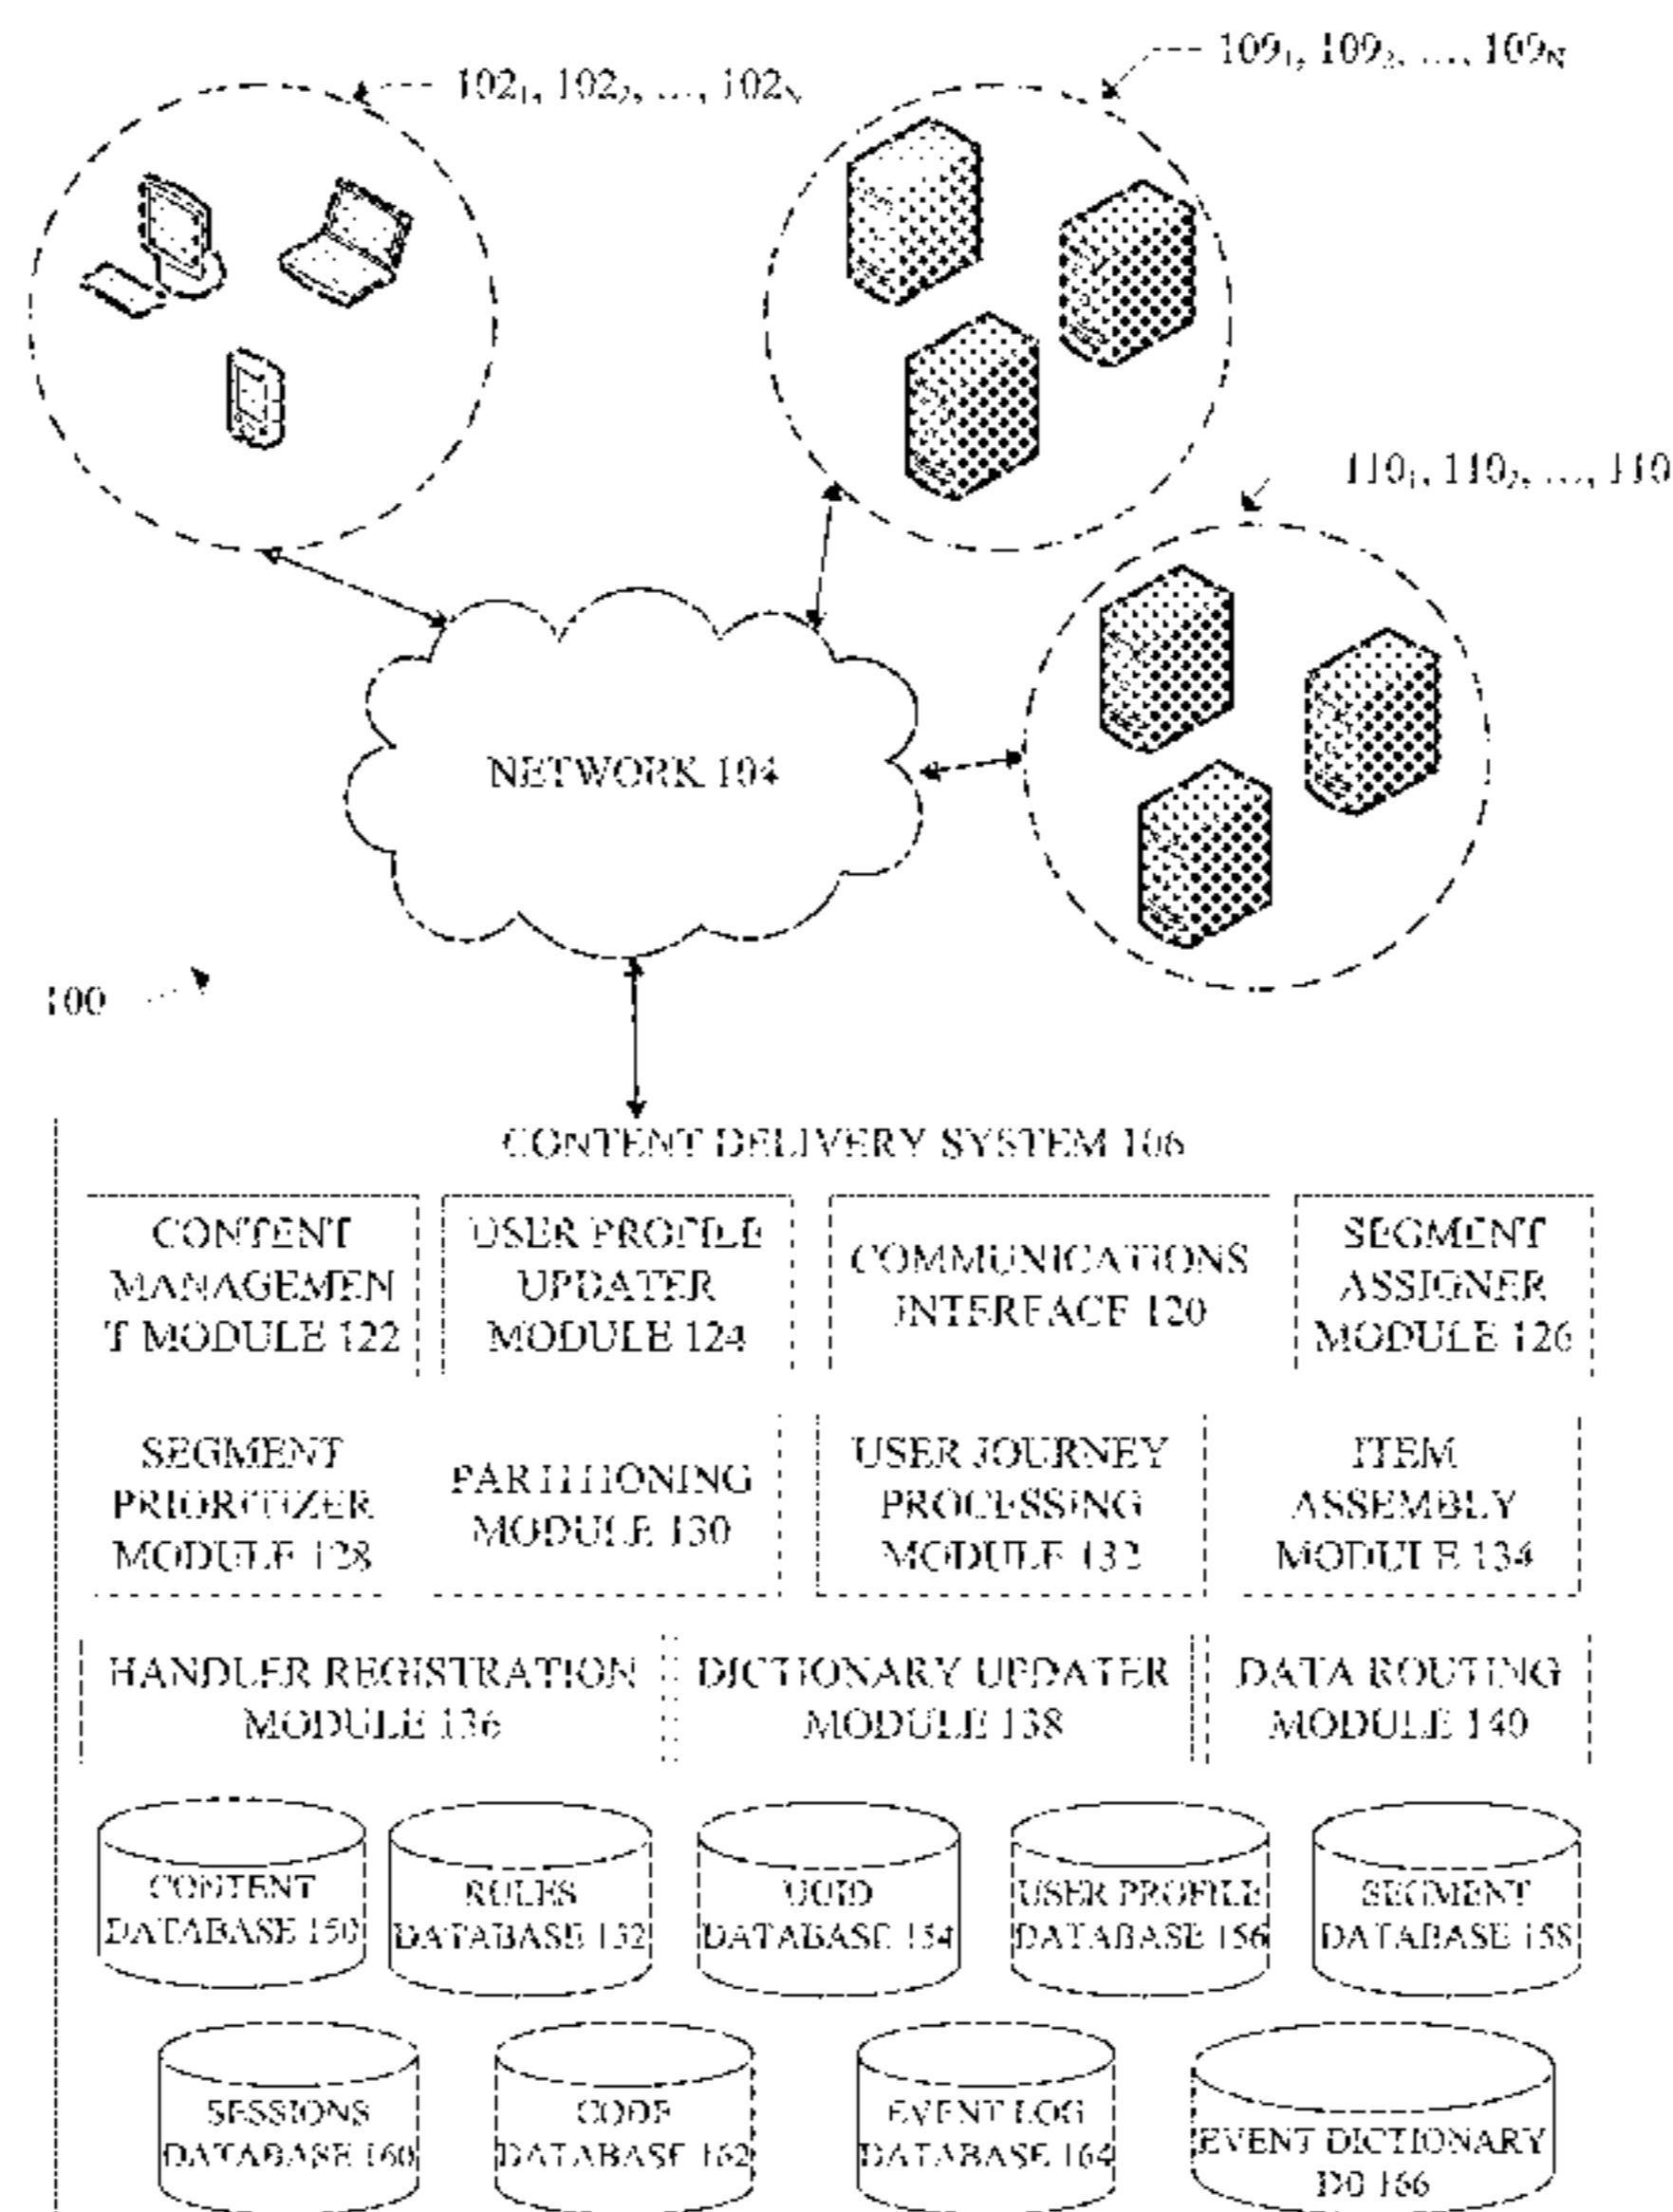 102₁, 102₂, ..., 102ₙ
109₁, 109₂, ..., 109N
110₁, 110₂, ..., 110
NETWORK 104
100
CONTENT DELIVERY SYSTEM 106
CONTENT
MANAGEMEN
T MODULE 122
USER PROFILE
UPDATER
MODULE 124
COMMUNICATIONS
INTERFACE 120
SEGMENT
ASSIGNER
MODULE 126
SEGMENT
PRIORITIZER
MODULE 128
PARTITIONING
MODULE 130
USER JOURNEY
PROCESSING
MODULE 132
ITEM
ASSEMBLY
MODULE 134
HANDLER REGISTRATION
MODULE 136
DICTIONARY UPDATER
MODULE 138
DATA ROUTING
MODULE 140
CONTENT
DATABASE 150
RULES
DATABASE 152
UUID
DATABASE 154
USER PROFILE
DATABASE 156
SEGMENT
DATABASE 158
SESSIONS
DATABASE 160
CODE
DATABASE 162
EVENT LOG
DATABASE 164
EVENT DICTIONARY
DB 166